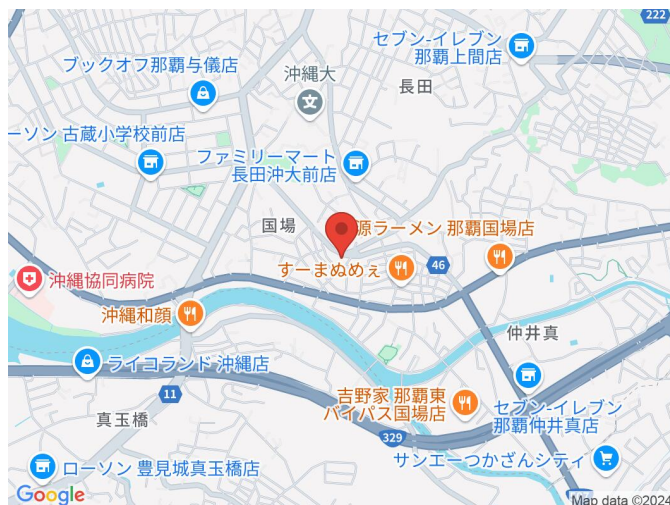 222
セブン-イレブン
那覇上間店
ブックオフ那覇与儀店
沖縄大
長田
ーソン 古蔵小学校前店
ファミリーマート
長田沖大前店
国場
源ラーメン 那覇国場店
すーまぬめぇ
46
沖縄協同病院
沖縄和顔
仲井真
ライコランド 沖縄店
11
真玉橋
吉野家 那覇東
バイパス国場店
セブン-イレブン
那覇仲井真店
329
ローソン 豊見城真玉橋店
サンエーつかざんシティ
Google
Map data ©2024